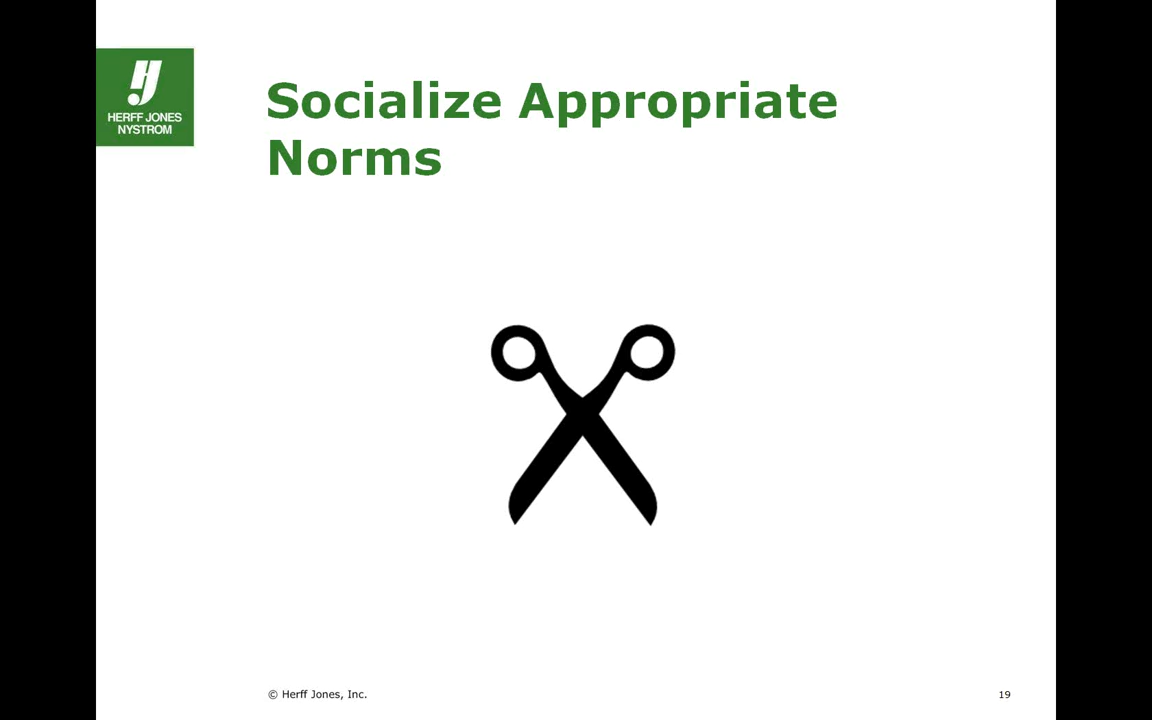 HERFF JONES
NYSTROM
Socialize Appropriate
Norms
© Herff Jones, Inc.
19